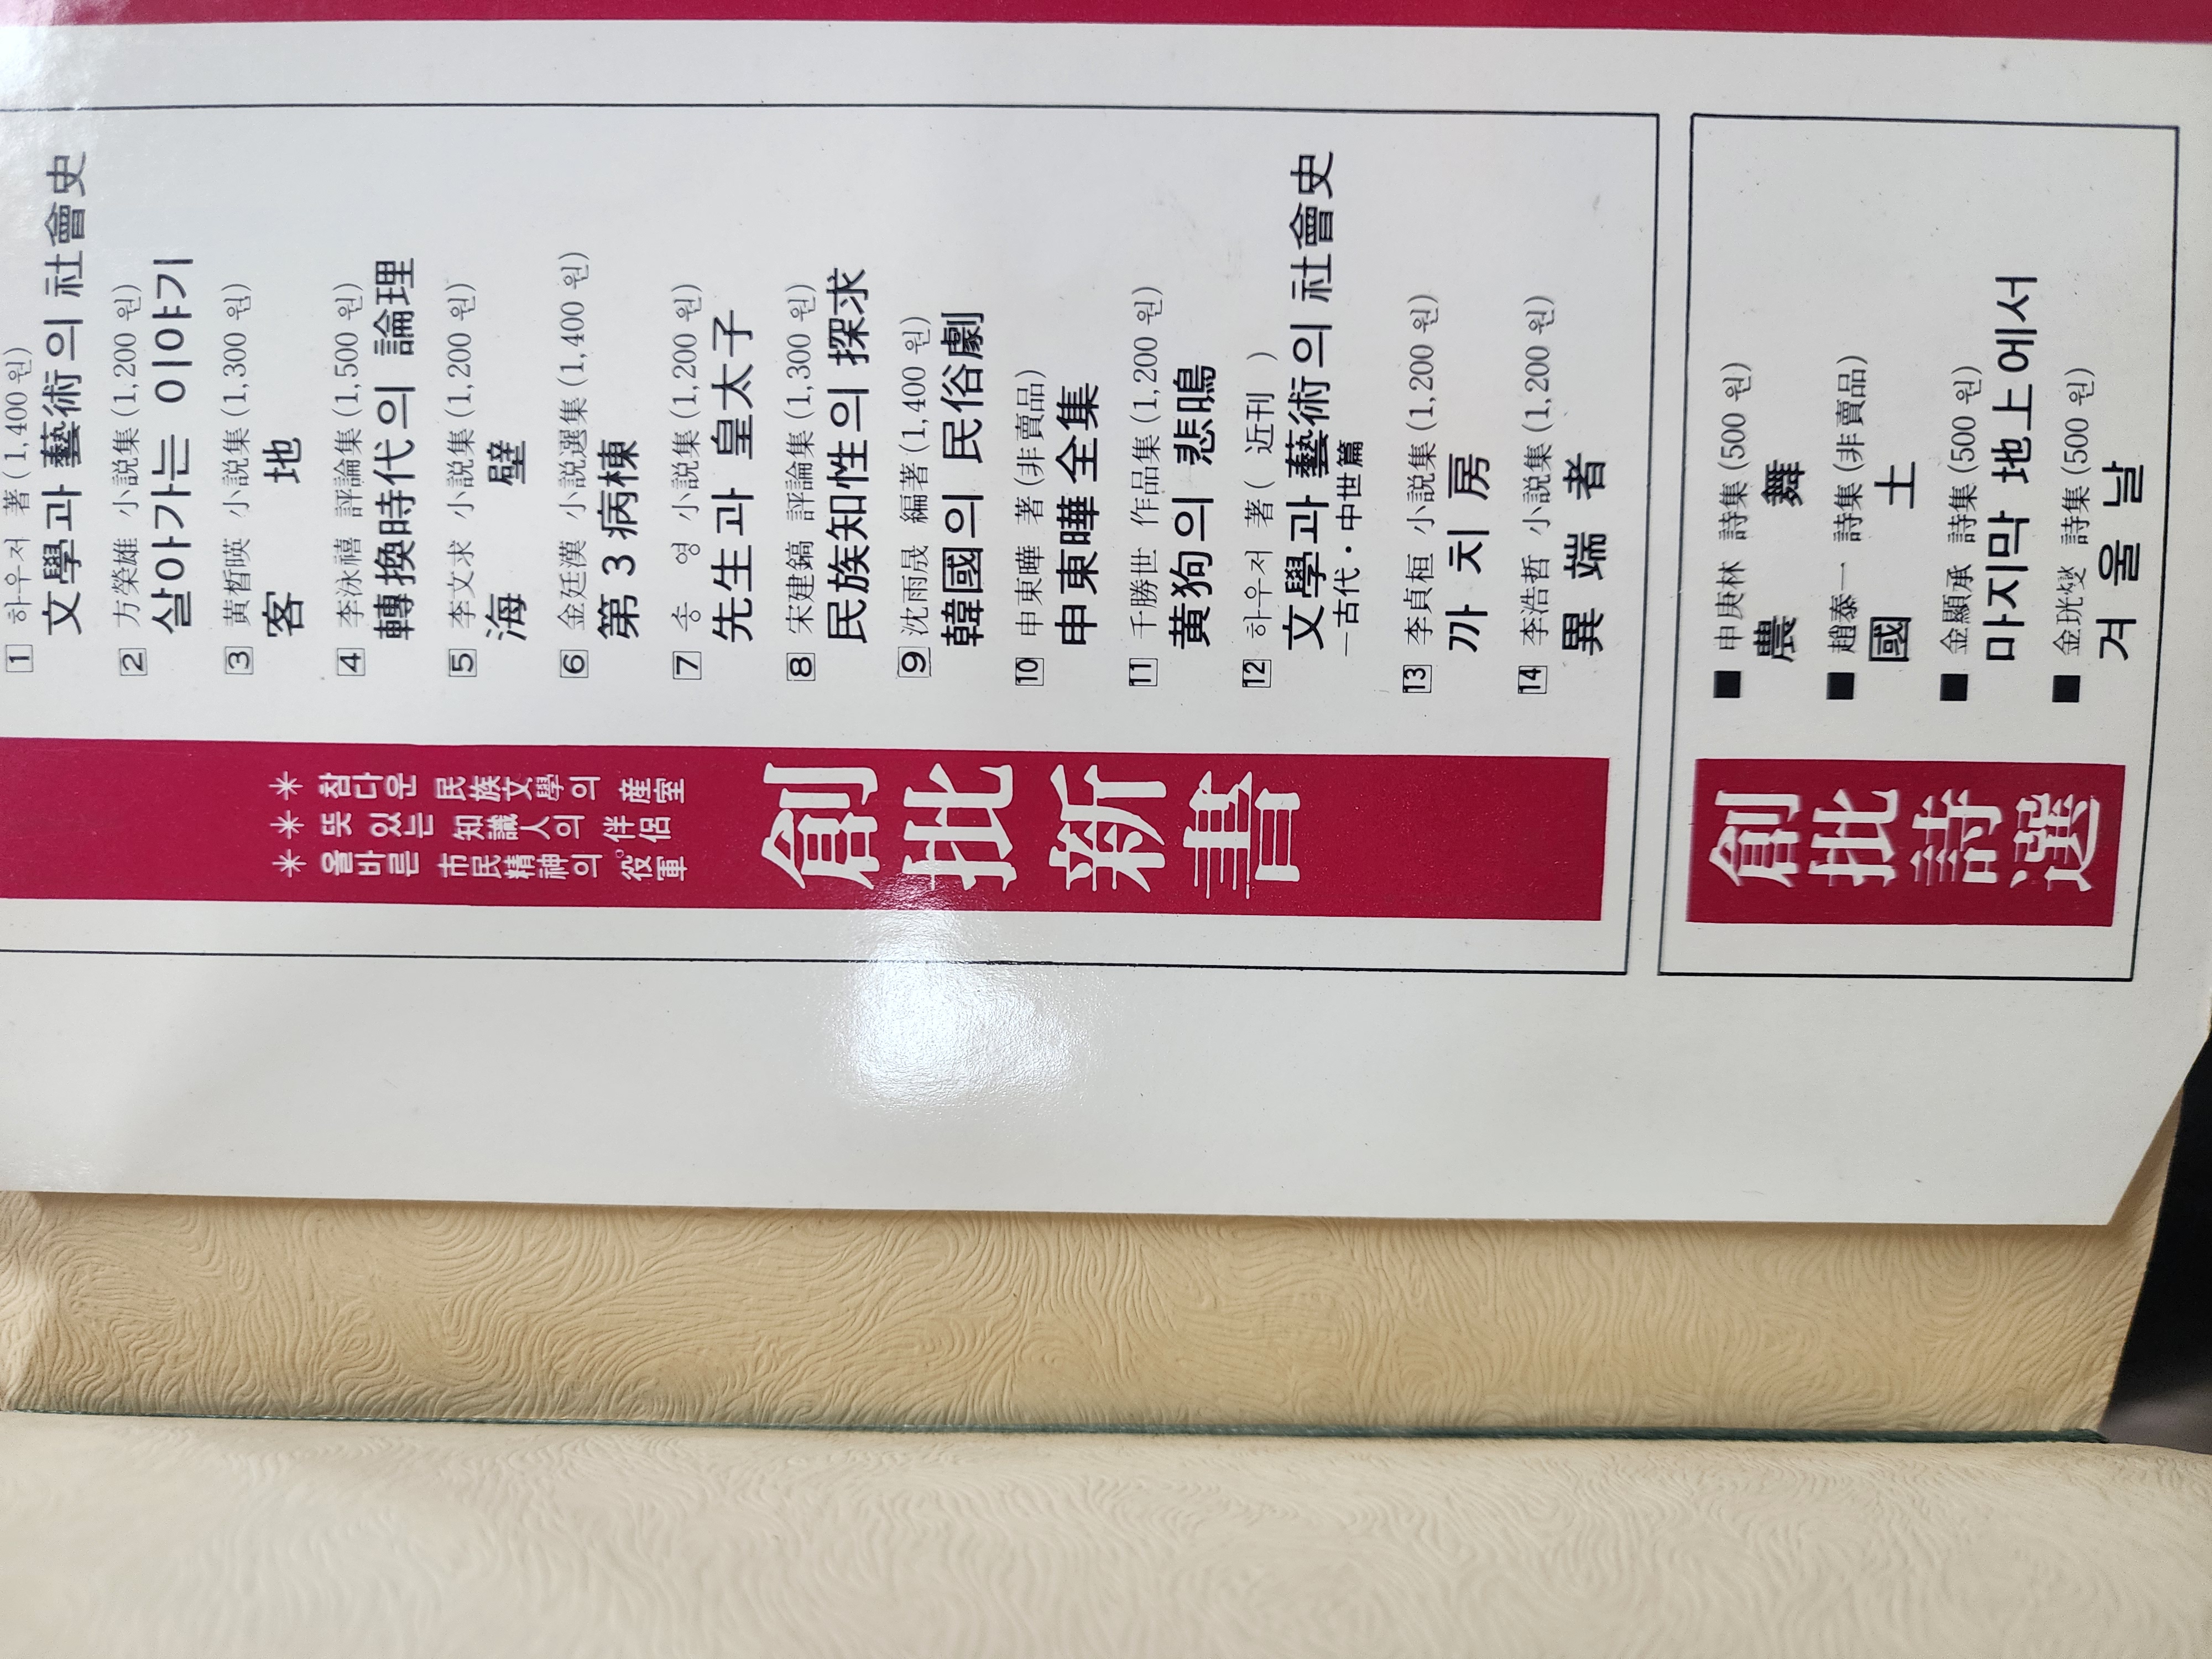 * 참다운 民族文學의 産室
* 뜻 있는 知識人의 伴侶
* 올바른 市民精神의 役軍
創批新書
1 하우저 著 (1,400 원)
文學과 藝術의 社會史
2 方榮雄 小說集 (1,200 원)
살아가는 이야기
3 黃晳暎 小說集 (1,300 원)
客 地
4 李泳禧 評論集 (1,500 원)
轉換時代의 論理
5 李文求 小說集 (1,200 원)
海 壁
6 金廷漢 小說選集 (1,400 원)
第 3 病棟
7 송 영 小說集 (1,200 원)
先生과 皇太子
8 宋建鎬 評論集 (1,300 원)
民族知性의 探求
9 沈雨晟 編著 (1,400 원)
韓國의 民俗劇
10 申東曄 著 (非賣品)
申東曄全集
11 千勝世 作品集 (1,200 원)
黃狗의 悲鳴
12 하우저 著 ( 近刊 )
文學과 藝術의 社會史
—古代·中世篇
13 李貞桓 小說集 (1,200 원)
까 치 房
14 李浩哲 小說集 (1,200 원)
異 端 者
創批詩選
■ 申庚林 詩集 (500 원)
農 舞
■ 趙泰一 詩集 (非賣品)
國 土
■ 金顯承 詩集 (500 원)
마지막 地上에서
■ 金珖燮 詩集 (500 원)
겨 울 날